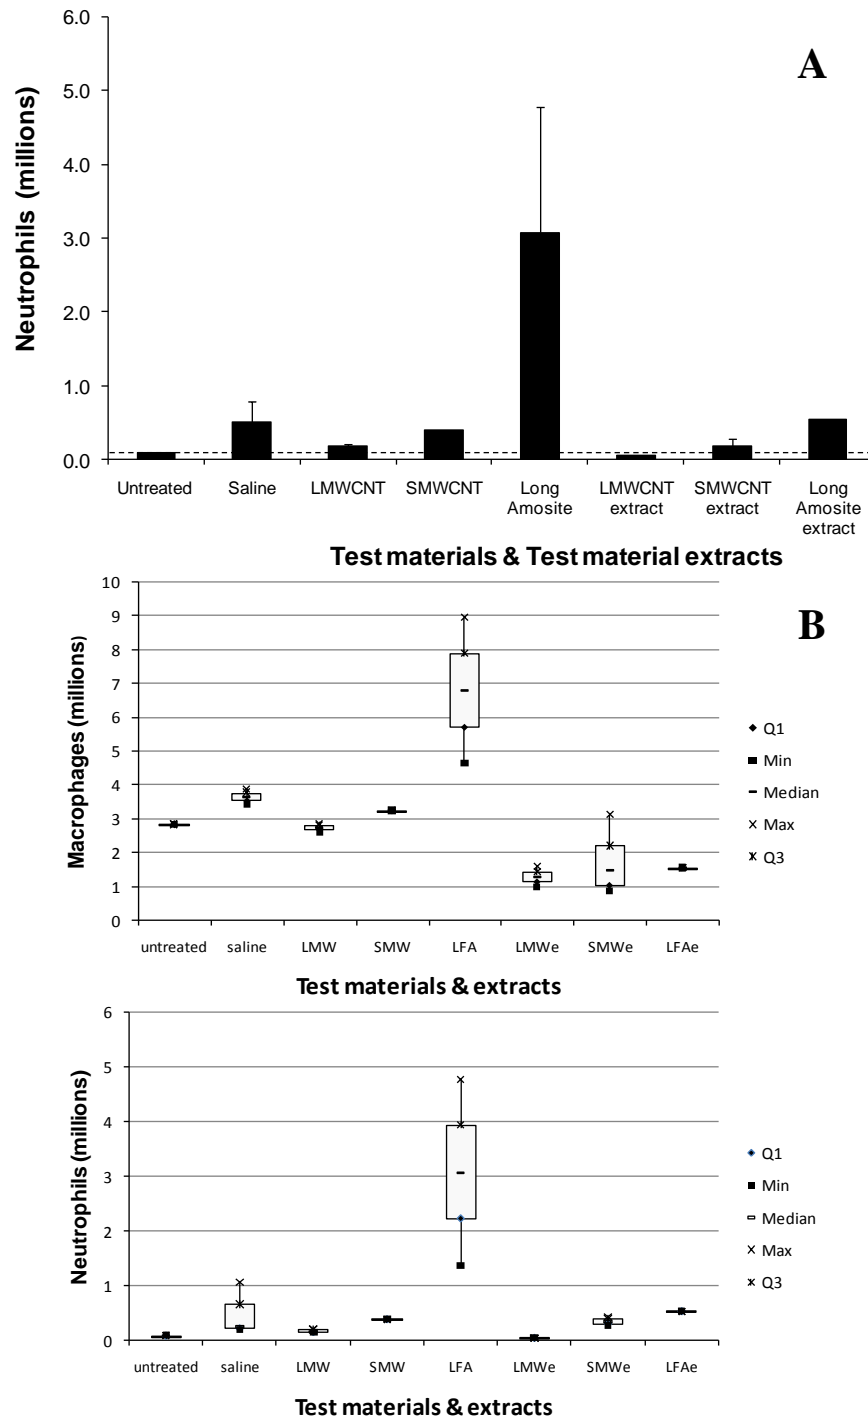 6.0
A
5.0
4.0
3.0
2.0
1.0
0.0
Neutrophils (millions)
Untreated Saline LMWCNT SMWCNT Long Amosite LMWCNT extract SMWCNT extract Long Amosite extract
Test materials & Test material extracts
B
10
9
8
7
6
5
4
3
2
1
0
Macrophages (millions)
Q1
Min
Median
Max
Q3
untreated saline LMW SMW LFA LMWe SMWe LFAe
Test materials & extracts
6
5
4
3
2
1
0
Neutrophils (millions)
Q1
Min
Median
Max
Q3
untreated saline LMW SMW LFA LMWe SMWe LFAe
Test materials & extracts